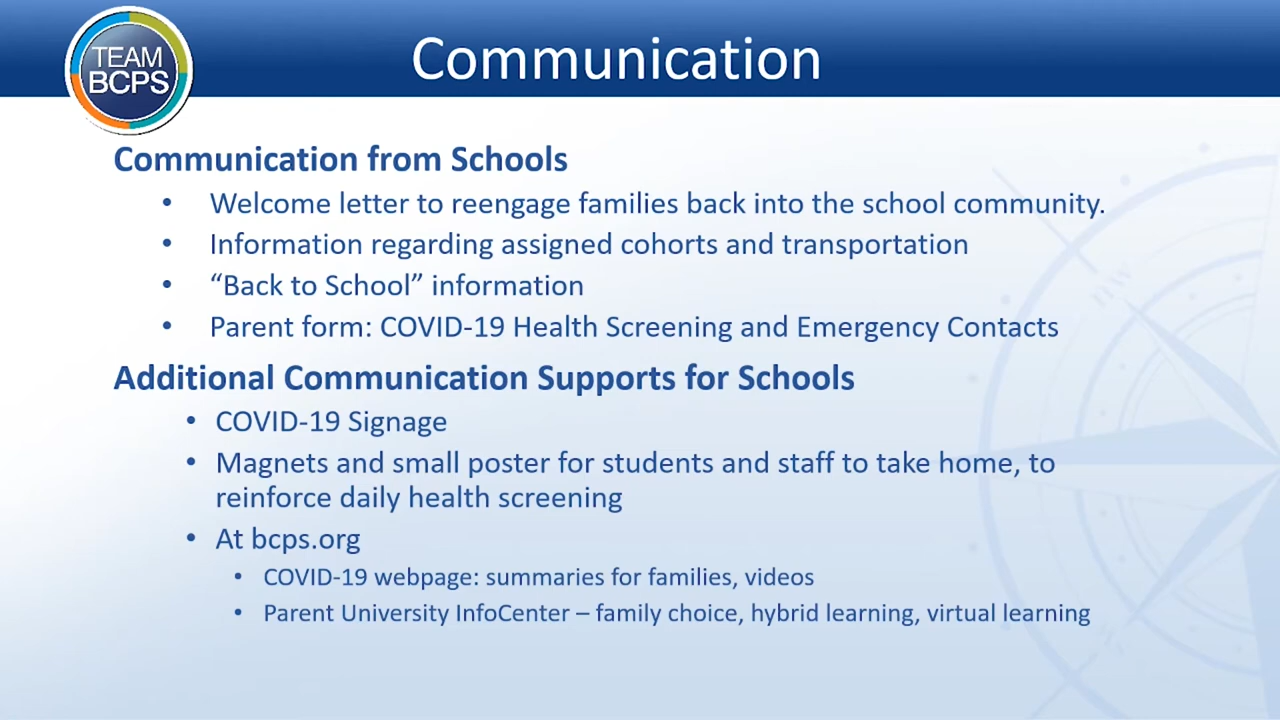 TEAM
BCPS
Communication
Communication from Schools
• Welcome letter to reengage families back into the school community.
• Information regarding assigned cohorts and transportation
• “Back to School” information
• Parent form: COVID-19 Health Screening and Emergency Contacts
Additional Communication Supports for Schools
• COVID-19 Signage
• Magnets and small poster for students and staff to take home, to
reinforce daily health screening
• At bcps.org
• COVID-19 webpage: summaries for families, videos
• Parent University InfoCenter – family choice, hybrid learning, virtual learning
NW